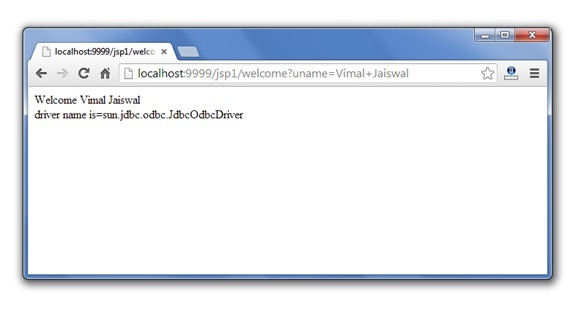 localhost:9999/jsp1/welco
localhost:9999/jsp1/welcome?uname=Vimal+Jaiswal
Welcome Vimal Jaiswal
driver name is=sun.jdbc.odbc.JdbcOdbcDriver